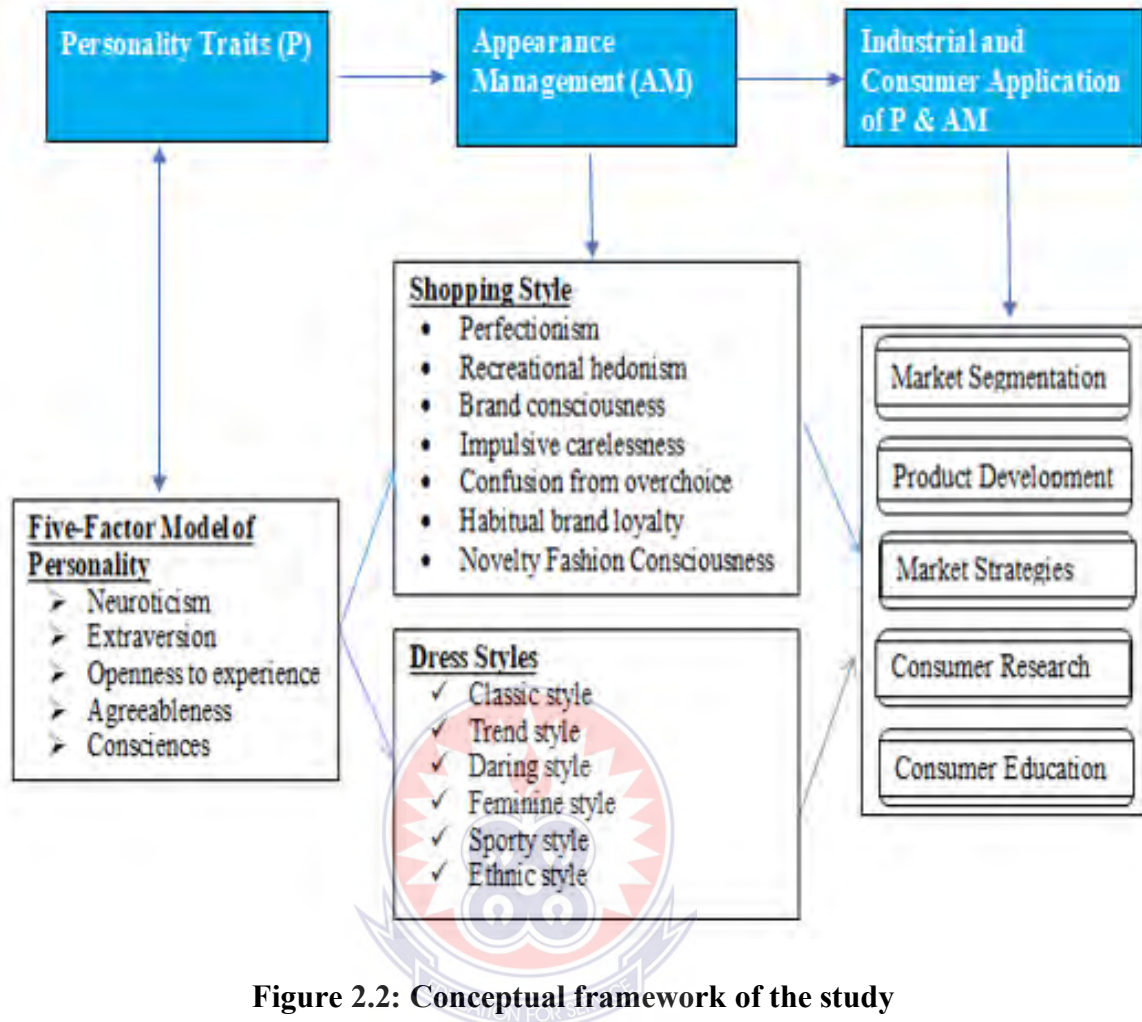 Personality Traits (P)
Appearance
Management (AM)
Industrial and
Consumer Application
of P & AM
Shopping Style
• Perfectionism
• Recreational hedonism
• Brand consciousness
• Impulsive carelessness
• Confusion from overchoice
• Habitual brand loyalty
• Novelty Fashion Consciousness
Five-Factor Model of
Personality
➢ Neuroticism
➢ Extraversion
➢ Openness to experience
➢ Agreeableness
➢ Consciences
Dress Styles
✓ Classic style
✓ Trend style
✓ Daring style
✓ Feminine style
✓ Sporty style
✓ Ethnic style
Market Segmentation
Product Development
Market Strategies
Consumer Research
Consumer Education
FOR SERVICE
Figure 2.2: Conceptual framework of the study